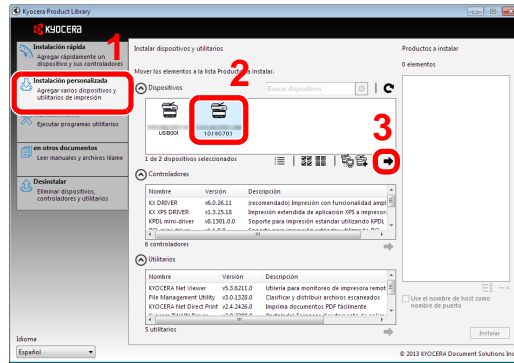 Kyocera Product Library
KYOCERA
1
Instalación rápida
Agregar rápidamente un
dispositivo y sus controladores
Instalación personalizada
Agregar varios dispositivos y
utilitarios de impresión
Ejecutar programas utilitarios
en otros documentos
Leer manuales y archivos léame
Desinstalar
Eliminar dispositivos,
controladores y utilitarios
Idioma
Español
Instalar dispositivos y utilitarios
Mover los elementos a la lista Productos a instalar.
2
Dispositivos
Buscar dispositivos
USB001
10.180.70.1
3
1 de 2 dispositivos seleccionados
Controladores
Nombre Versión Descripción
KX DRIVER v6.0.26.11 (recomendado) Impresión con funcionalidad ampl
KX XPS DRIVER v1.3.25.18 Impresión extendida de aplicación XPS a impresor
KPDL mini-driver v8.1301.0.0 Soporte para impresión estándar utilizando KPDL
6 controladores
Utilitarios
Nombre Versión Descripción
KYOCERA Net Viewer v5.3.6211.0 Utilería para monitoreo de impresora remot
File Management Utility v3.0.1328.0 Clasificar y distribuir archivos escaneados
KYOCERA Net Direct Print v2.4.2426.0 Imprima documentos PDF fácilmente
5 utilitarios
Productos a instalar
0 elementos
Use el nombre de host como
nombre de puerto
Instalar
© 2013 KYOCERA Document Solutions Inc